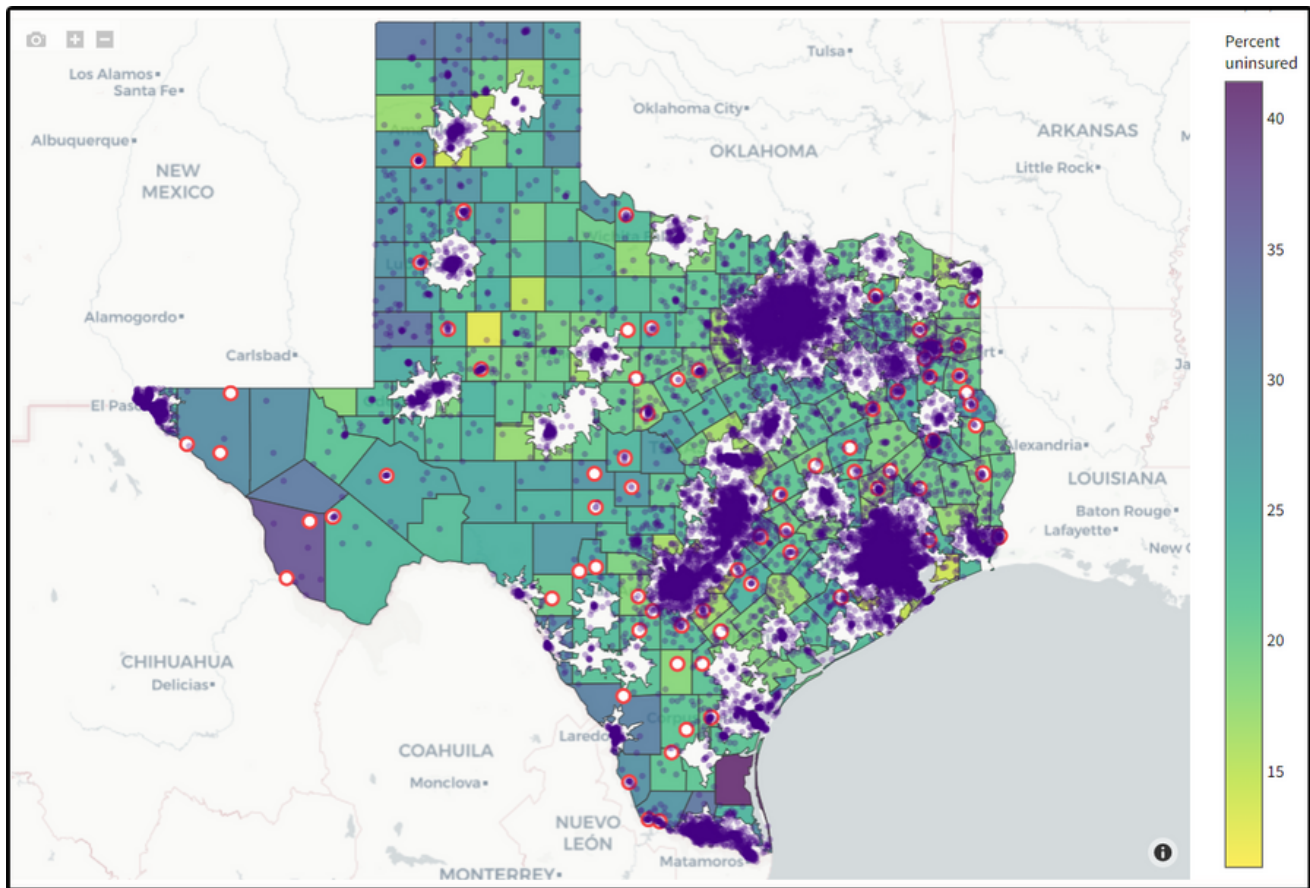 Percent
uninsured
40
35
30
25
20
15
Tulsa
Los Alamos
Santa Fe
Oklahoma City
Albuquerque
ARKANSAS
OKLAHOMA
Little Rock
NEW
MEXICO
Alamogordo
Carlsbad
El Paso
Alexandria
LOUISIANA
Baton Rouge
Lafayette
New
CHIHUAHUA
Delicias
Laredo
COAHUILA
Monclova
NUEVO
LEÓN
Matamoros
MONTERREY